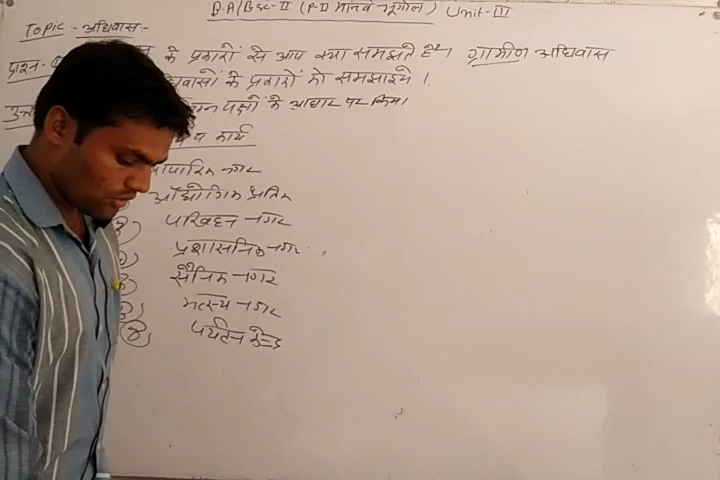 B.A/BSc-II (P-II मानव भूगोल) Unit-III
Topic:- अधिवास:-
प्रश्न- के प्रकारों से आप क्या समझते हैं। ग्रामीण अधिवास
के प्रकारों को समझाइये।
पक्षों के आधार पर किया।
कार्य
नगर
औद्योगिक
परिवहन नगर
प्रशासनिक नगर
सैनिक नगर
मत्स्य नगर
पर्यटन केन्द्र